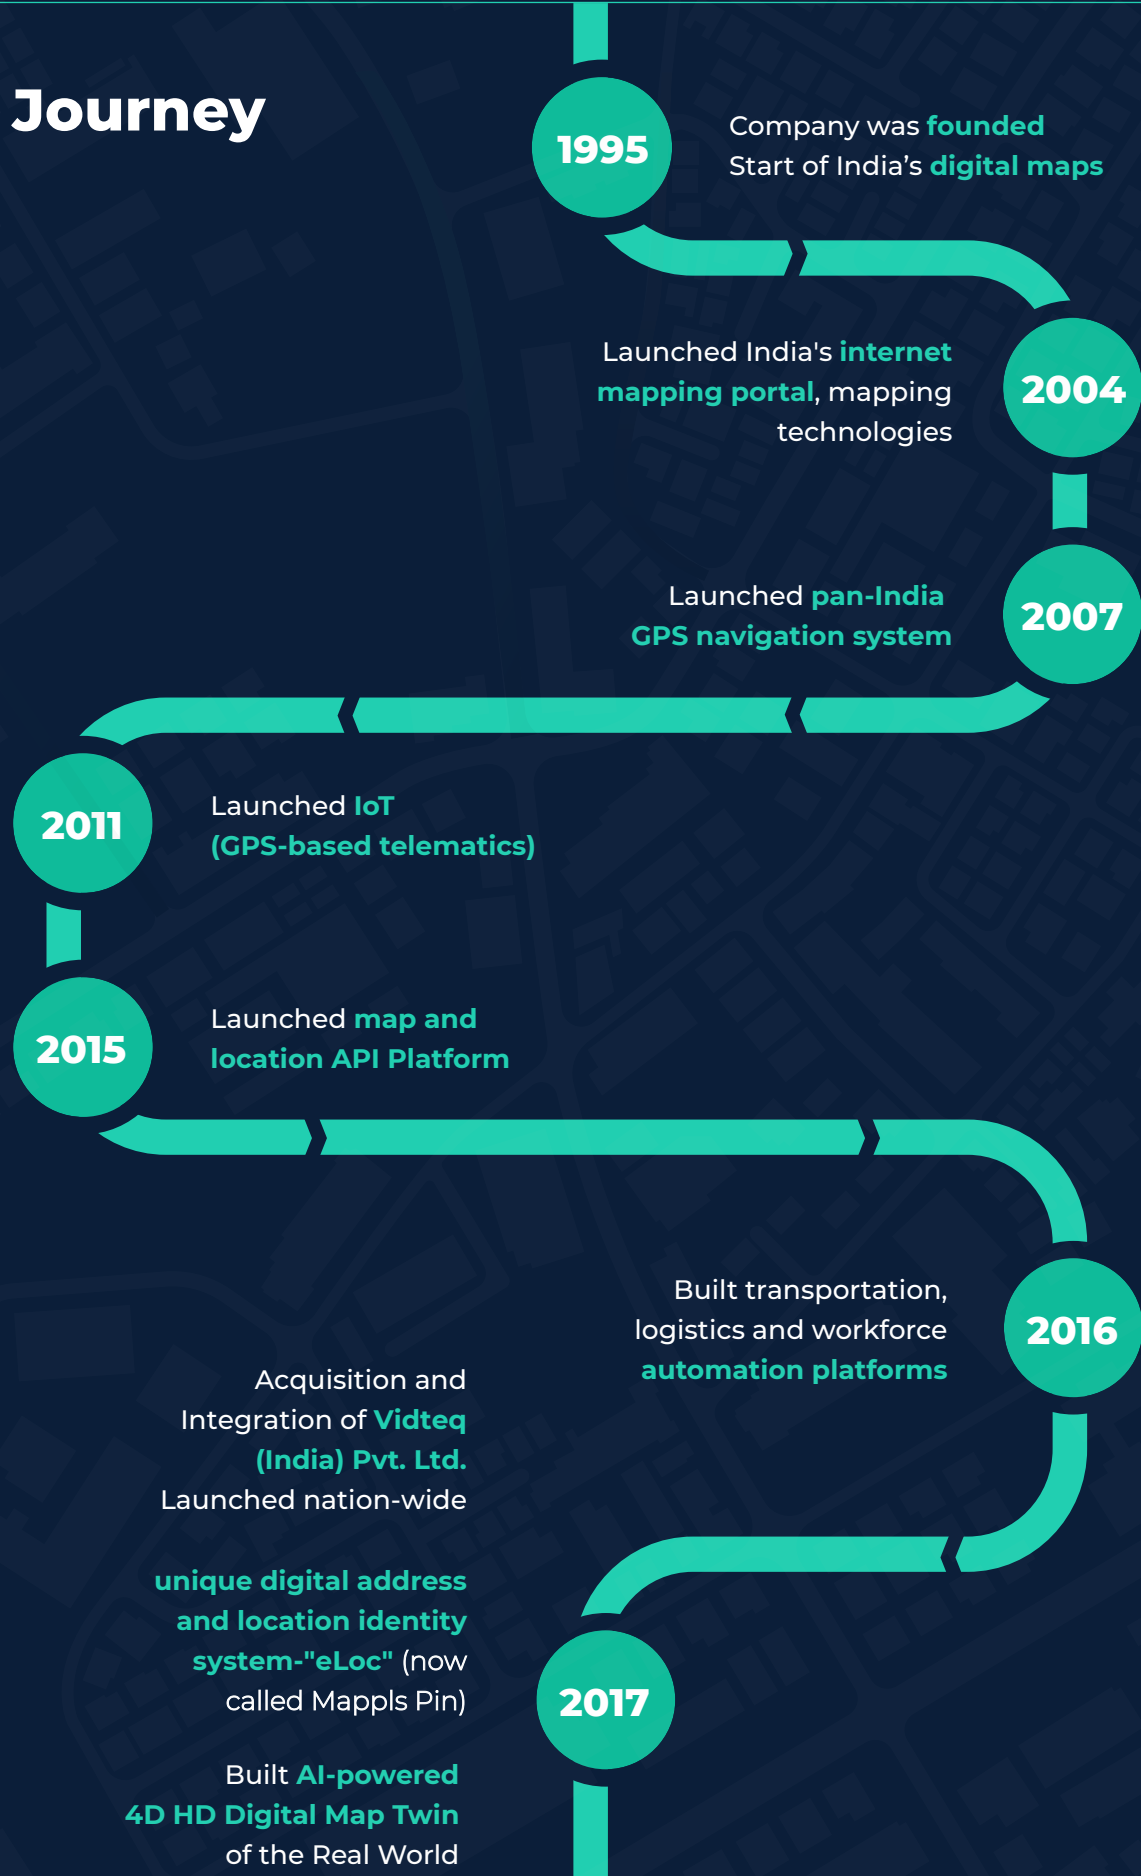 Journey
1995
Company was founded
Start of India’s digital maps
Launched India's internet
mapping portal, mapping
technologies
2004
Launched pan-India
GPS navigation system
2007
2011
Launched IoT
(GPS-based telematics)
2015
Launched map and
location API Platform
Built transportation,
logistics and workforce
automation platforms
2016
Acquisition and
Integration of Vidteq
(India) Pvt. Ltd.
Launched nation-wide
unique digital address
and location identity
system-"eLoc" (now
called Mappls Pin)
2017
Built AI-powered
4D HD Digital Map Twin
of the Real World